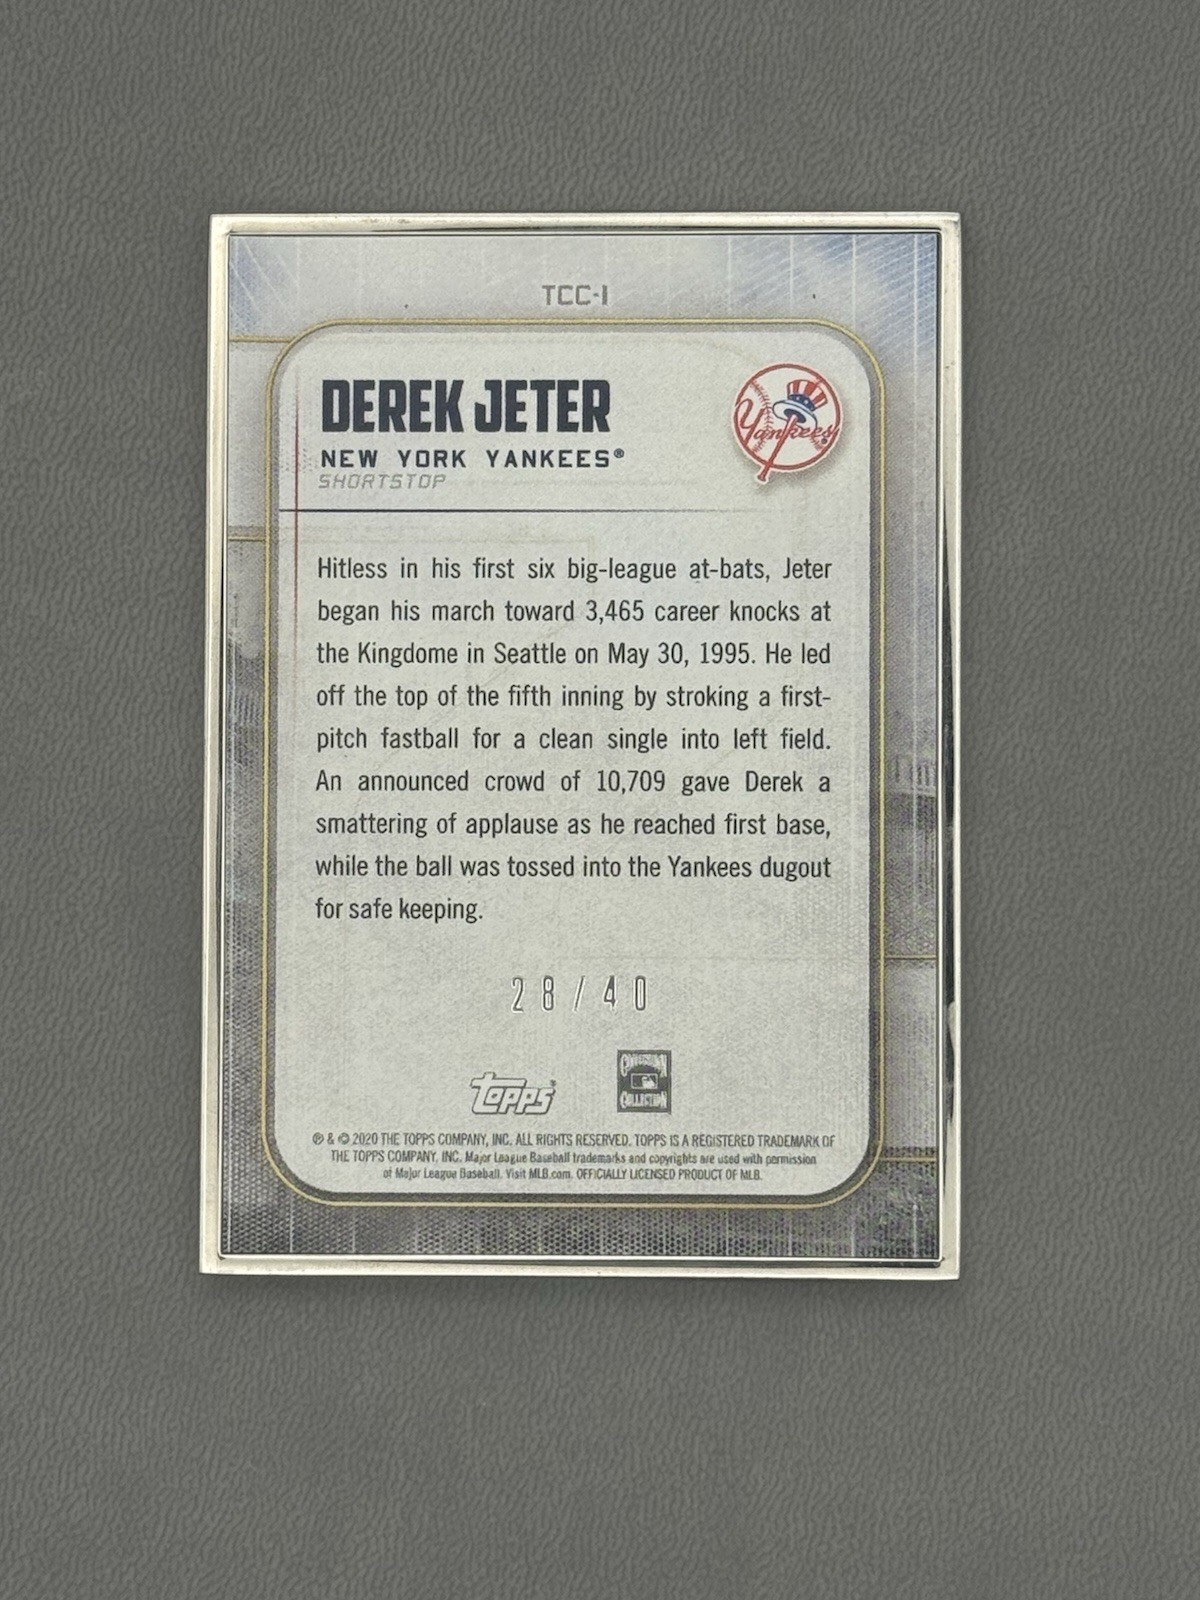 TCC-1
DEREK JETER
Yankees
NEW YORK YANKEES®
SHORTSTOP
Hitless in his first six big-league at-bats, Jeter
began his march toward 3,465 career knocks at
the Kingdome in Seattle on May 30, 1995. He led
off the top of the fifth inning by stroking a first-
pitch fastball for a clean single into left field.
An announced crowd of 10,709 gave Derek a
smattering of applause as he reached first base,
while the ball was tossed into the Yankees dugout
for safe keeping.
28/40
Topps®
COOPERSTOWN
COLLECTION
® & © 2020 THE TOPPS COMPANY, INC. ALL RIGHTS RESERVED. TOPPS IS A REGISTERED TRADEMARK OF
THE TOPPS COMPANY, INC. Major League Baseball trademarks and copyrights are used with permission
of Major League Baseball. Visit MLB.com. OFFICIALLY LICENSED PRODUCT OF MLB.